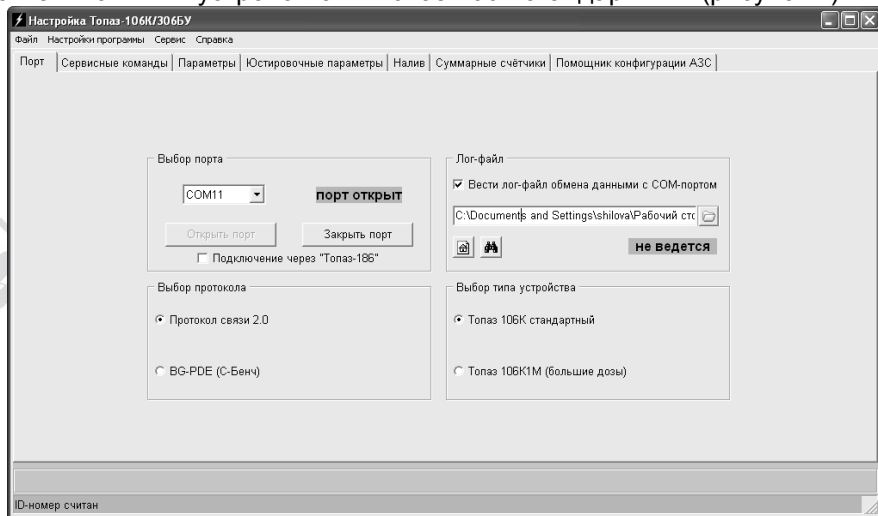 (рисунок
Настройка Топаз-106К/306БУ
Файл Настройки программы Сервис Справка
Порт Сервисные команды Параметры Юстировочные параметры Налив Суммарные счётчики Помощник конфигурации АЗС
Выбор порта
COM11
порт открыт
Открыть порт
Закрыть порт
Подключение через "Топаз-186"
Лог-файл
Вести лог-файл обмена данными с COM-портом
C:\Documents and Settings\shilova\Рабочий стс
не ведется
Выбор протокола
Протокол связи 2.0
BG-PDE (С-Бенч)
Выбор типа устройства
Топаз 106К стандартный
Топаз 106К1М (большие дозы)
ID-номер считан